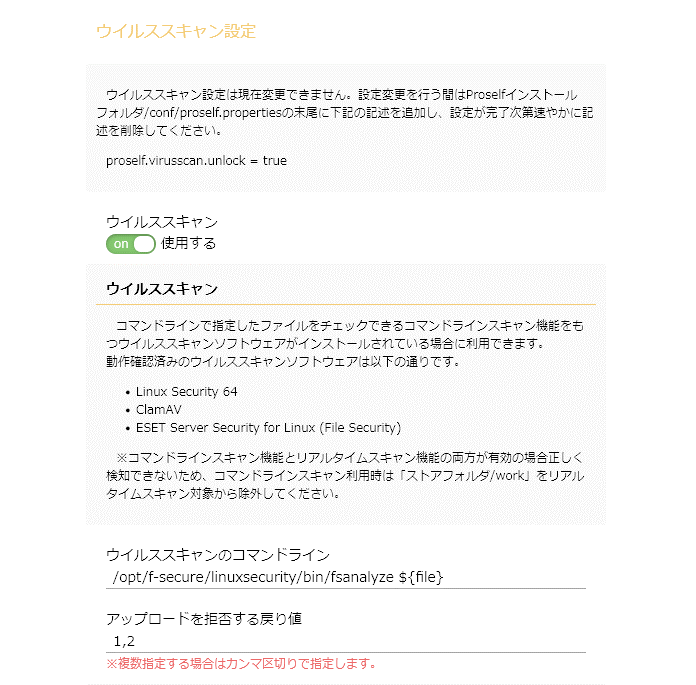 ウイルススキャン設定
ウイルススキャン設定は現在変更できません。設定変更を行う間はProselfインストール
フォルダ/conf/proself.propertiesの末尾に下記の記述を追加し、設定が完了次第速やかに記
述を削除してください。
proself.virusscan.unlock = true
ウイルススキャン
on 使用する
ウイルススキャン
コマンドラインで指定したファイルをチェックできるコマンドラインスキャン機能をも
つウイルススキャンソフトウェアがインストールされている場合に利用できます。
動作確認済みのウイルススキャンソフトウェアは以下の通りです。
• Linux Security 64
• ClamAV
• ESET Server Security for Linux (File Security)
※コマンドラインスキャン機能とリアルタイムスキャン機能の両方が有効の場合正しく
検知できないため、コマンドラインスキャン利用時は「ストアフォルダ/work」をリアル
タイムスキャン対象から除外してください。
ウイルススキャンのコマンドライン
/opt/f-secure/linuxsecurity/bin/fsanalyze ${file}
アップロードを拒否する戻り値
1,2
※複数指定する場合はカンマ区切りで指定します。